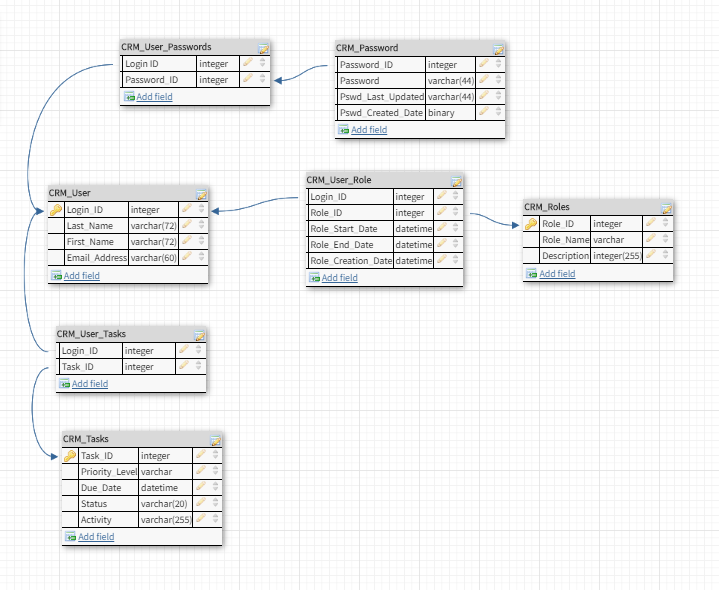 CRM_User_Passwords
Login ID integer
Password_ID integer
Add field
CRM_Password
Password_ID integer
Password varchar(44)
Pswd_Last_Updated varchar(44)
Pswd_Created_Date binary
Add field
CRM_User
Login_ID integer
Last_Name varchar(72)
First_Name varchar(72)
Email_Address varchar(60)
Add field
CRM_User_Role
Login_ID integer
Role_ID integer
Role_Start_Date datetime
Role_End_Date datetime
Role_Creation_Date datetime
Add field
CRM_Roles
Role_ID integer
Role_Name varchar
Description integer(255)
Add field
CRM_User_Tasks
Login_ID integer
Task_ID integer
Add field
CRM_Tasks
Task_ID integer
Priority_Level varchar
Due_Date datetime
Status varchar(20)
Activity varchar(255)
Add field